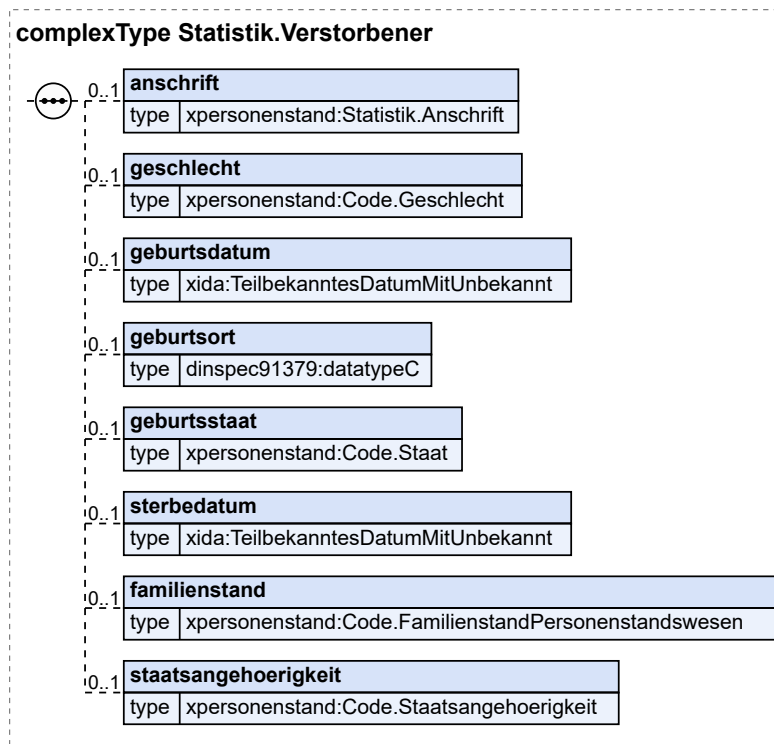 complexType Statistik.Verstorbener
0..1 anschrift
type xpersonenstand:Statistik.Anschrift
0..1 geschlecht
type xpersonenstand:Code.Geschlecht
0..1 geburtsdatum
type xida:TeilbekanntesDatumMitUnbekannt
0..1 geburtsort
type dinspec91379:datatypeC
0..1 geburtsstaat
type xpersonenstand:Code.Staat
0..1 sterbedatum
type xida:TeilbekanntesDatumMitUnbekannt
0..1 familienstand
type xpersonenstand:Code.FamilienstandPersonenstandswesen
0..1 staatsangehoerigkeit
type xpersonenstand:Code.Staatsangehoerigkeit